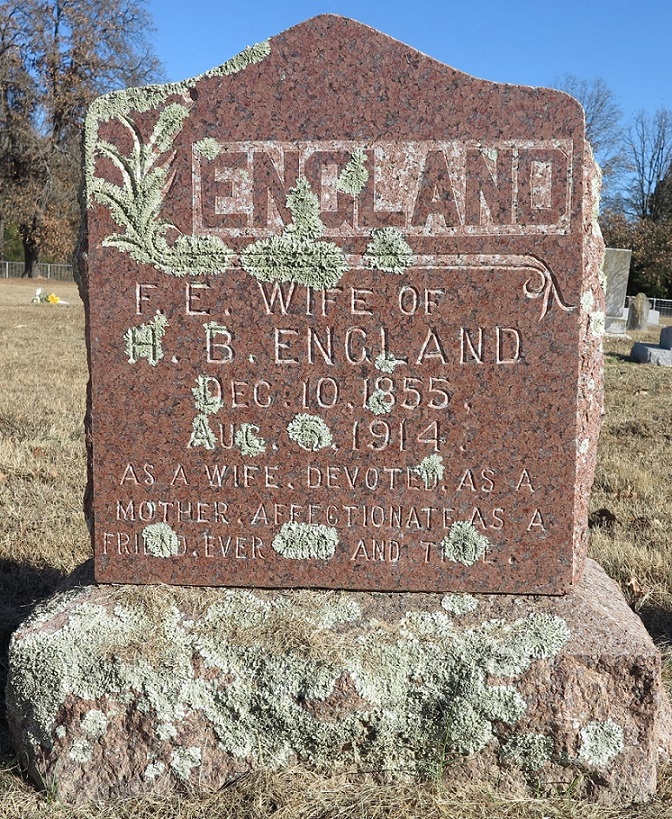 ENGLAND
F. E. WIFE OF
H. B. ENGLAND
DEC. 10, 1855,
AUG. , 1914.
AS A WIFE, DEVOTED, AS A
MOTHER, AFFECTIONATE AS A
FRIEND, EVER KIND AND TRUE.